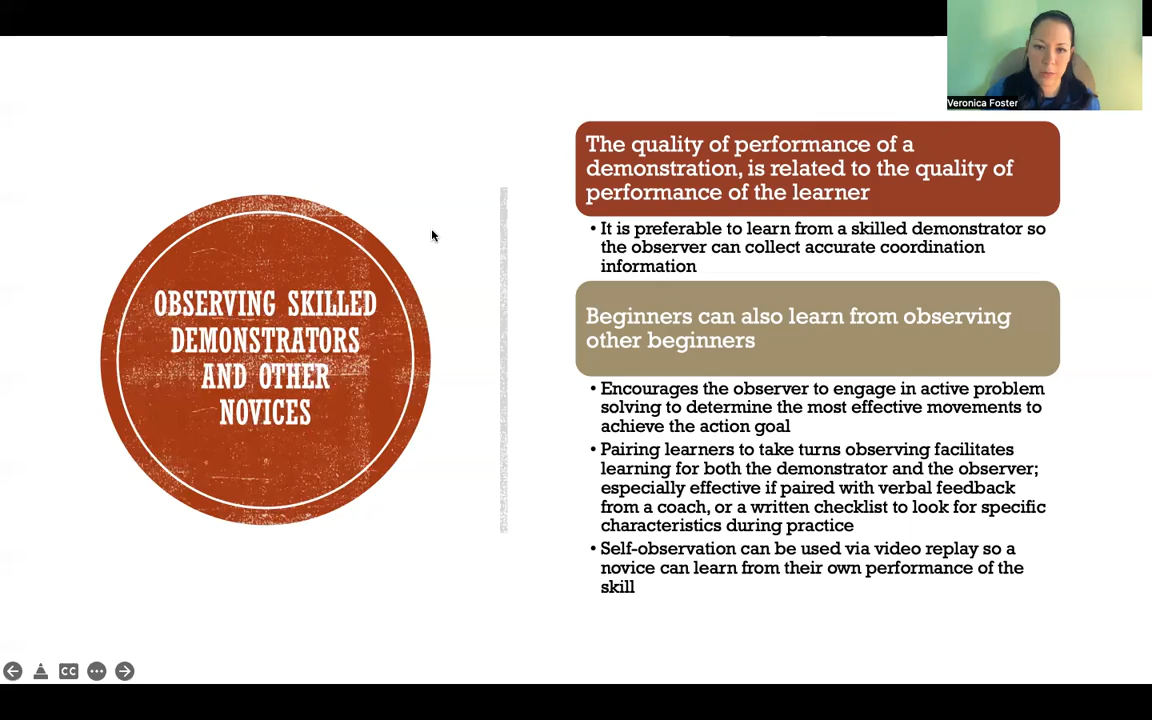 Veronica Foster
OBSERVING SKILLED
DEMONSTRATORS
AND OTHER
NOVICES
The quality of performance of a
demonstration, is related to the quality of
performance of the learner
• It is preferable to learn from a skilled demonstrator so
the observer can collect accurate coordination
information
Beginners can also learn from observing
other beginners
• Encourages the observer to engage in active problem
solving to determine the most effective movements to
achieve the action goal
• Pairing learners to take turns observing facilitates
learning for both the demonstrator and the observer;
especially effective if paired with verbal feedback
from a coach, or a written checklist to look for specific
characteristics during practice
• Self-observation can be used via video replay so a
novice can learn from their own performance of the
skill
CC